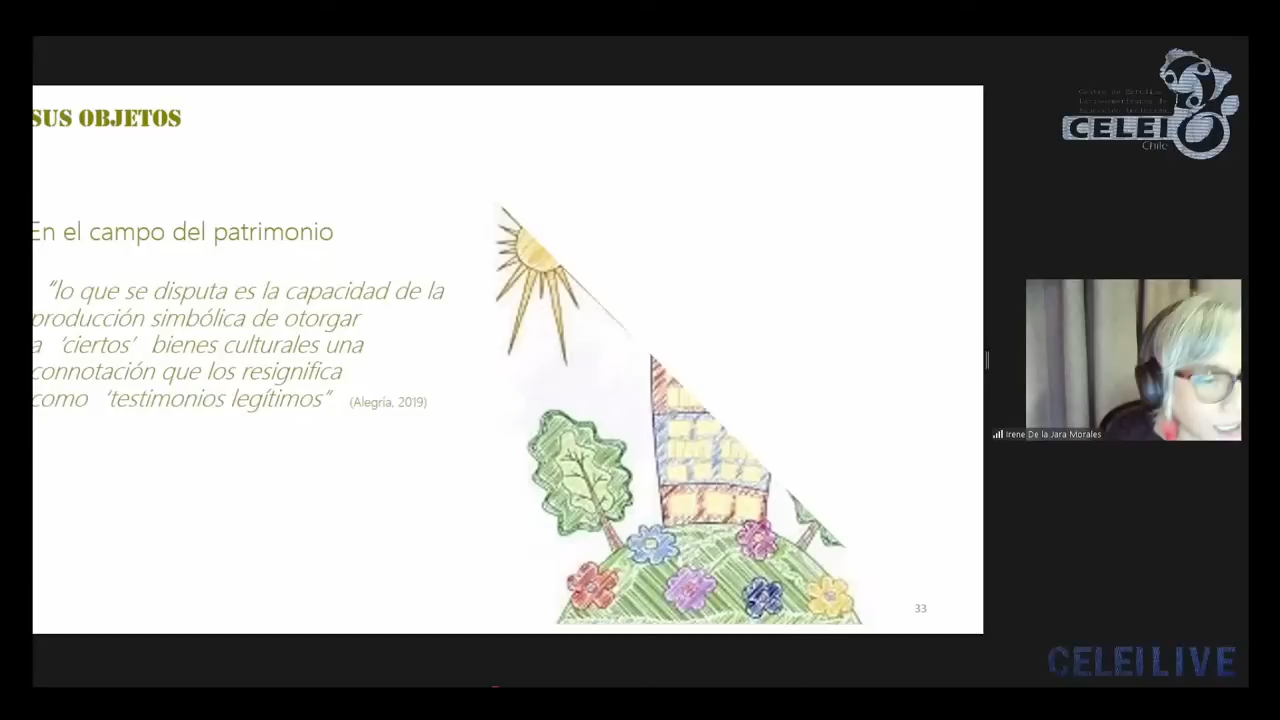 SUS OBJETOS
En el campo del patrimonio
“lo que se disputa es la capacidad de la
producción simbólica de otorgar
a ‘ciertos’ bienes culturales una
connotación que los resignifica
como ‘testimonios legítimos” (Alegría, 2019)
33
CELEI
Chile
Irene De la Jara Morales
CELEI LIVE